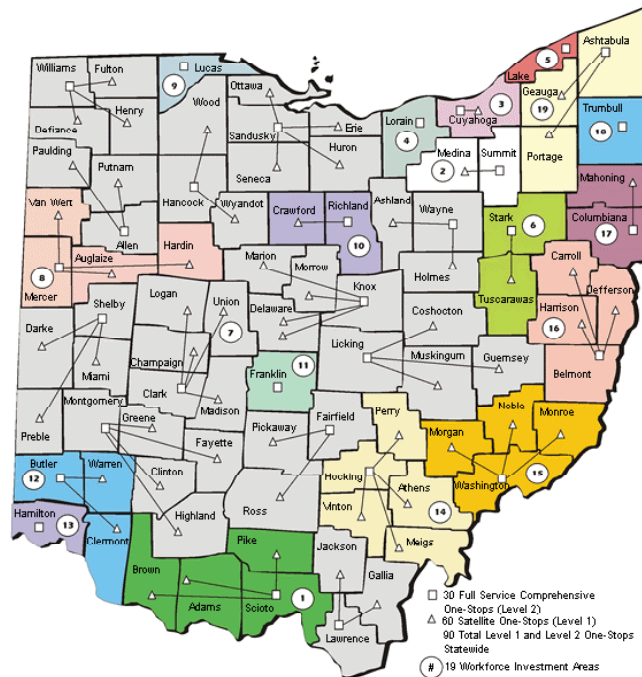 Ashtabula
Williams
Fulton
9
Lucas
Ottawa
5
Lake
Geauga
19
Henry
Wood
Defiance
Sandusky
Erie
Lorain
4
3
Cuyahoga
Trumbull
Paulding
Huron
Medina
2
Summit
Portage
Putnam
Seneca
Mahoning
Van Wert
Hancock
Wyandot
Crawford
Richland
Ashland
Wayne
Stark
6
Columbiana
17
Allen
Hardin
10
Carroll
Auglaize
8
Mercer
Marion
Morrow
Holmes
Tuscarawas
Jefferson
Logan
Union
Knox
Shelby
Delaware
Coshocton
Harrison
16
Darke
7
Champaign
Licking
Muskingum
Guernsey
Belmont
Miami
Franklin
11
Clark
Madison
Montgomery
Greene
Fairfield
Perry
Noble
Monroe
Preble
Pickaway
Morgan
Fayette
Butler
Warren
12
Clinton
Hocking
Athens
Washington
15
Hamilton
13
Ross
Vinton
14
Highland
Clermont
Pike
Jackson
Meigs
Brown
Gallia
Adams
Scioto
1
Lawrence
30 Full Service Comprehensive
One-Stops (Level 2)
60 Satellite One-Stops (Level 1)
90 Total Level 1 and Level 2 One-Stops
Statewide
# 19 Workforce Investment Areas